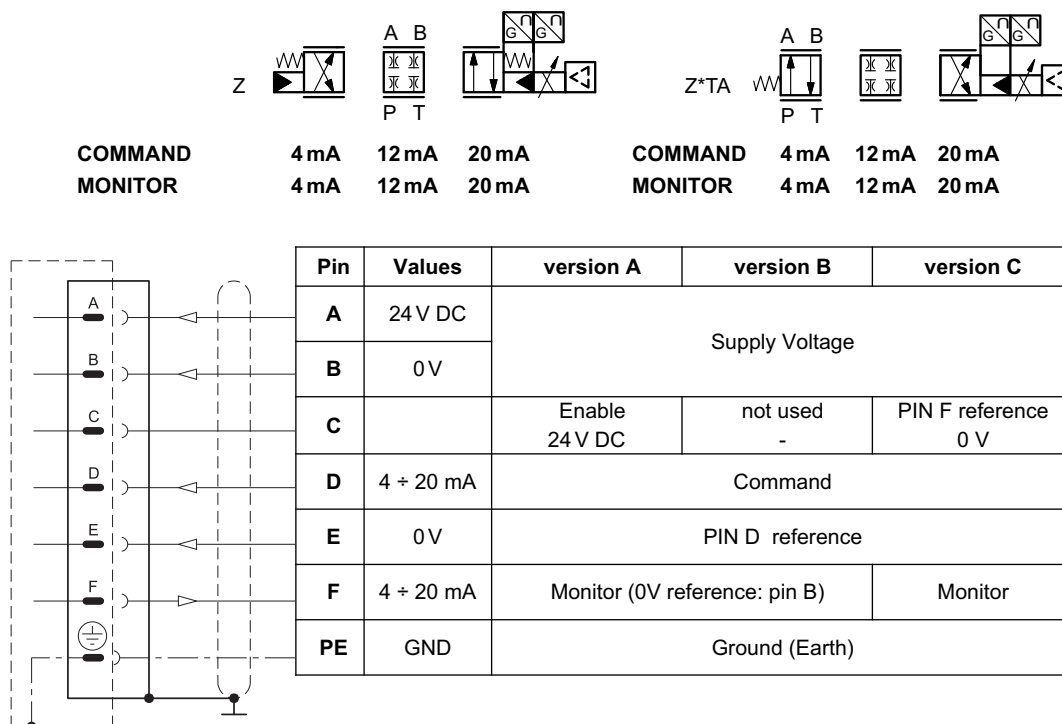 A B
Z
P T
G G
A B
Z*TA
P T
G G
COMMAND 4 mA 12 mA 20 mA
MONITOR 4 mA 12 mA 20 mA
COMMAND 4 mA 12 mA 20 mA
MONITOR 4 mA 12 mA 20 mA
A
B
C
D
E
F
Pin Values version A version B version C
A 24 V DC Supply Voltage
B 0 V
C Enable 24 V DC not used - PIN F reference 0 V
D 4 ÷ 20 mA Command
E 0 V PIN D reference
F 4 ÷ 20 mA Monitor (0V reference: pin B) Monitor
PE GND Ground (Earth)